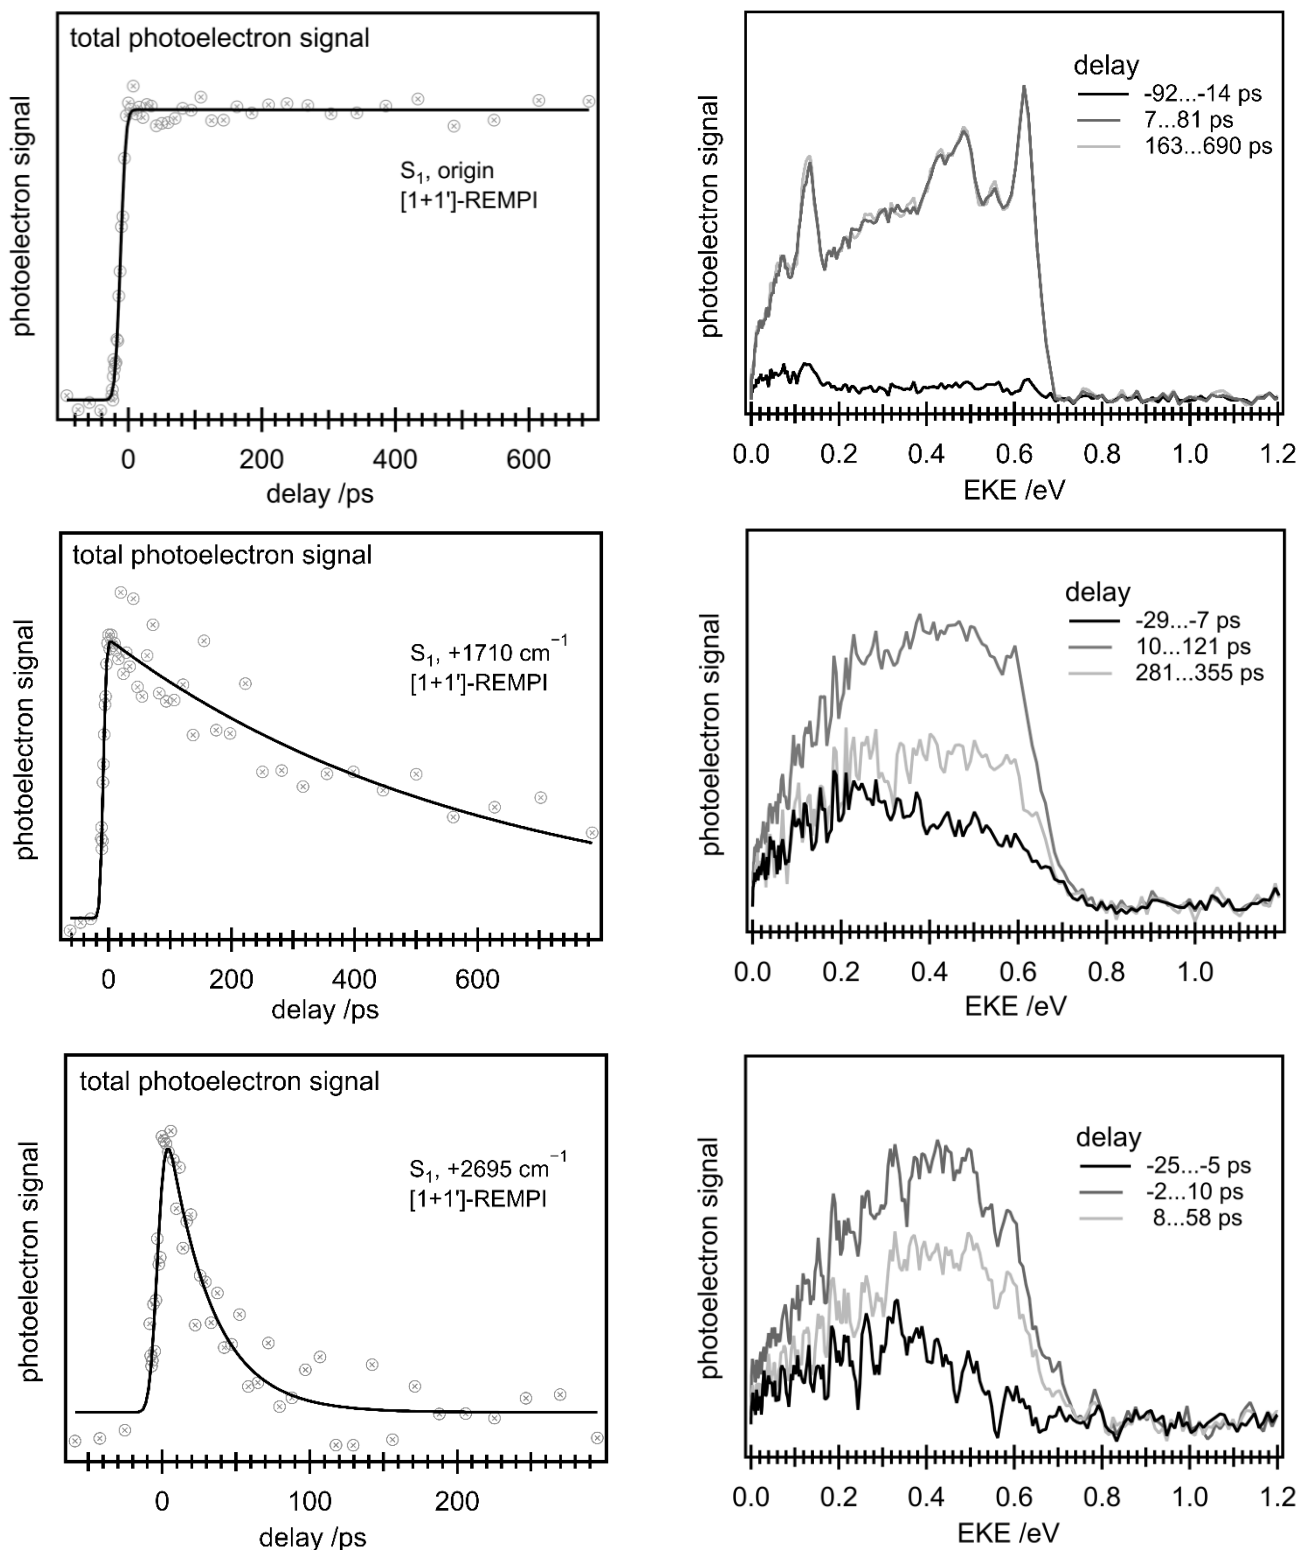 total photoelectron signal
S1, origin
[1+1']-REMPI
photoelectron signal
0 200 400 600
delay /ps
delay
-92...-14 ps
7...81 ps
163...690 ps
photoelectron signal
0.0 0.2 0.4 0.6 0.8 1.0 1.2
EKE /eV
total photoelectron signal
S1, +1710 cm⁻¹
[1+1']-REMPI
photoelectron signal
0 200 400 600
delay /ps
delay
-29...-7 ps
10...121 ps
281...355 ps
photoelectron signal
0.0 0.2 0.4 0.6 0.8 1.0
EKE /eV
total photoelectron signal
S1, +2695 cm⁻¹
[1+1']-REMPI
photoelectron signal
0 100 200
delay /ps
delay
-25...-5 ps
-2...10 ps
8...58 ps
photoelectron signal
0.0 0.2 0.4 0.6 0.8 1.0 1.2
EKE /eV